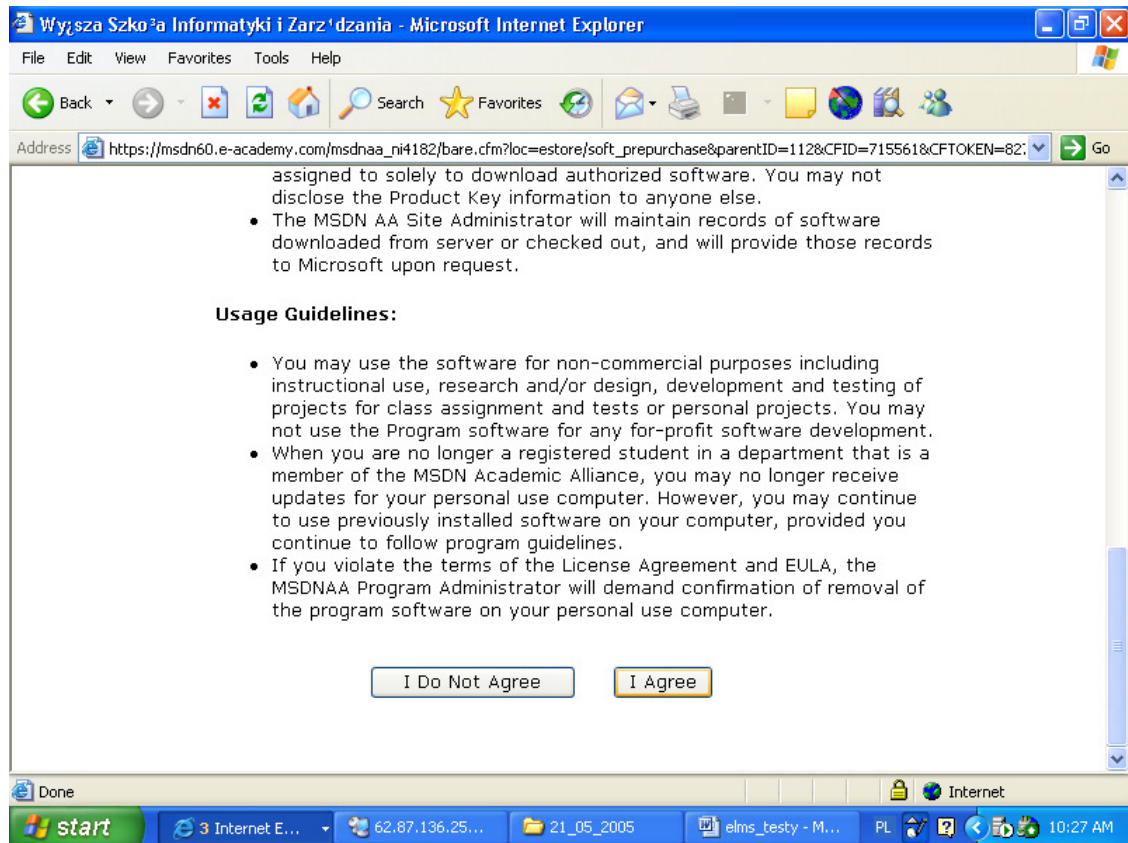 Wyższa Szko³a Informatyki i Zarz¹dzania - Microsoft Internet Explorer
File Edit View Favorites Tools Help
Back Search Favorites
Address https://msdn60.e-academy.com/msdnaa_ni4182/bare.cfm?loc=estore/soft_prepurchase&parentID=112&CFID=715561&CFTOKEN=827 Go
assigned to solely to download authorized software. You may not
disclose the Product Key information to anyone else.
• The MSDN AA Site Administrator will maintain records of software
downloaded from server or checked out, and will provide those records
to Microsoft upon request.
Usage Guidelines:
• You may use the software for non-commercial purposes including
instructional use, research and/or design, development and testing of
projects for class assignment and tests or personal projects. You may
not use the Program software for any for-profit software development.
• When you are no longer a registered student in a department that is a
member of the MSDN Academic Alliance, you may no longer receive
updates for your personal use computer. However, you may continue
to use previously installed software on your computer, provided you
continue to follow program guidelines.
• If you violate the terms of the License Agreement and EULA, the
MSDNAA Program Administrator will demand confirmation of removal of
the program software on your personal use computer.
I Do Not Agree I Agree
Done Internet
start 3 Internet E... 62.87.136.25... 21_05_2005 elms_testy - M... PL 10:27 AM